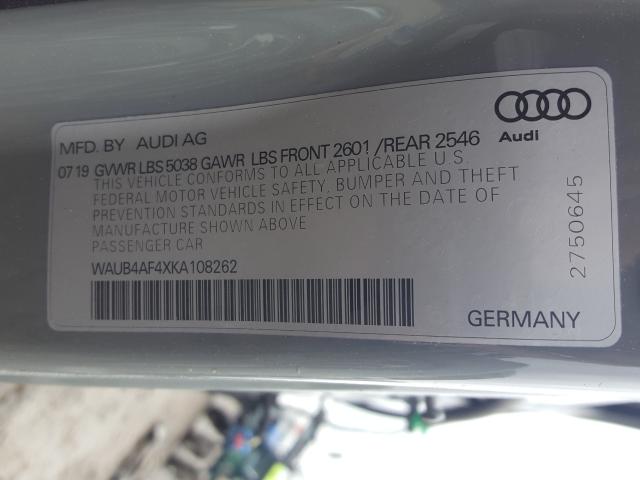 MFD. BY AUDI AG
Audi
07 19 GVWR LBS 5038 GAWR LBS FRONT 2601 / REAR 2546
THIS VEHICLE CONFORMS TO ALL APPLICABLE U.S.
FEDERAL MOTOR VEHICLE SAFETY, BUMPER AND THEFT
PREVENTION STANDARDS IN EFFECT ON THE DATE OF
MANUFACTURE SHOWN ABOVE
PASSENGER CAR
WAUB4AF4XKA108262
2750645
GERMANY